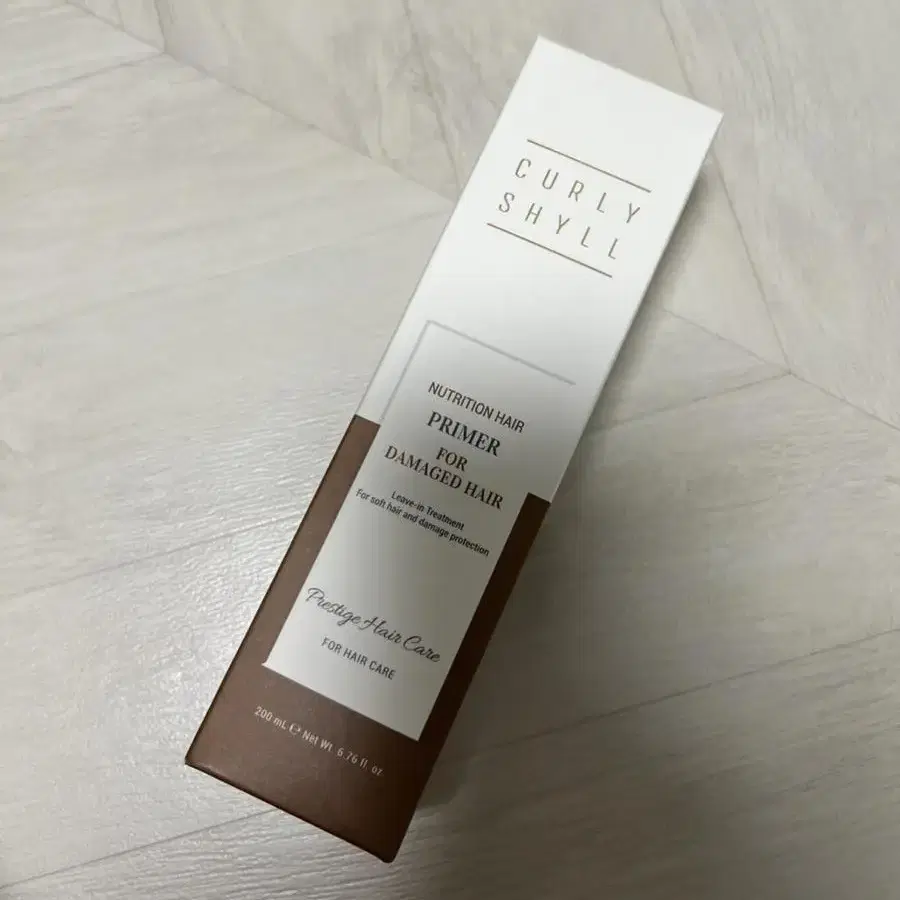 CURLY
SHYLL
NUTRITION HAIR
PRIMER
FOR
DAMAGED HAIR
Leave-in Treatment
For soft hair and damage protection
Prestige Hair Care
FOR HAIR CARE
200 mL ℮ Net Wt. 6.76 fl. oz.